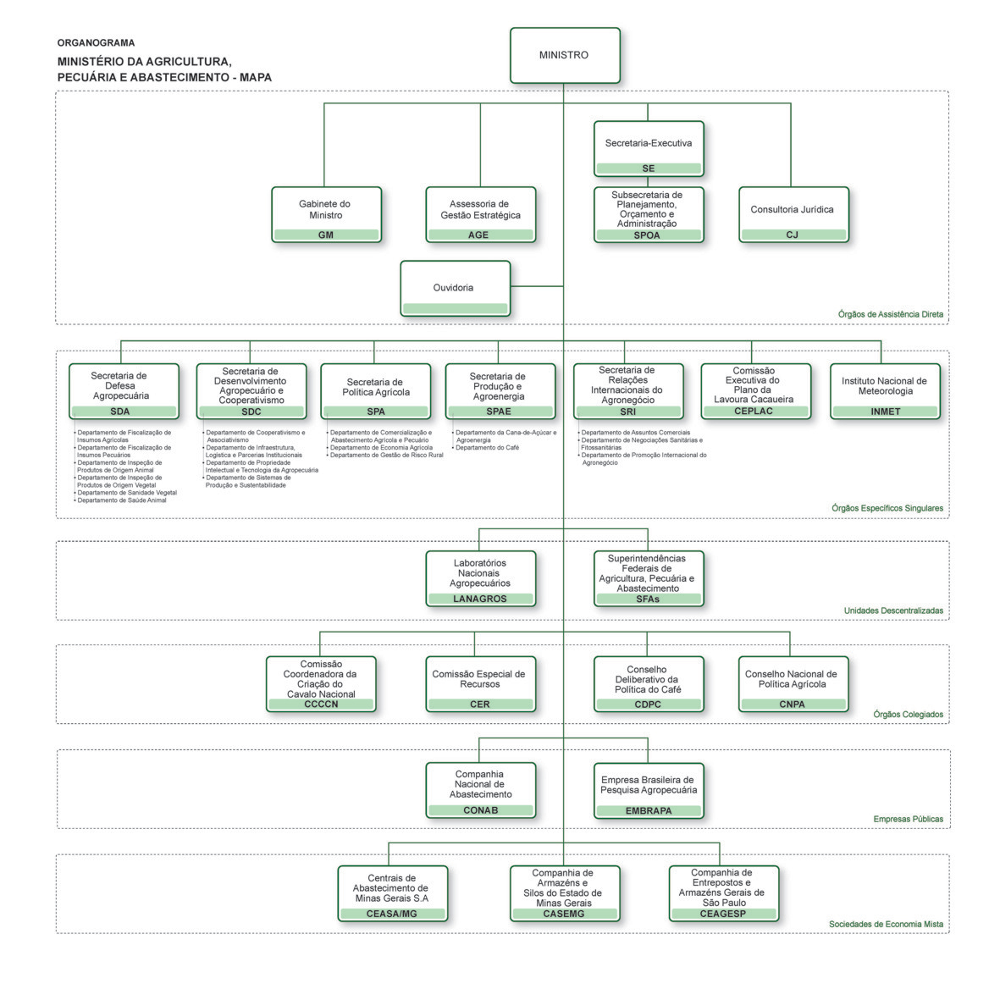 ORGANOGRAMA
MINISTÉRIO DA AGRICULTURA,
PECUÁRIA E ABASTECIMENTO - MAPA
MINISTRO
Secretaria-Executiva
SE
Gabinete do
Ministro
GM
Assessoria de
Gestão Estratégica
AGE
Subsecretaria de
Planejamento,
Orçamento e
Administração
SPOA
Consultoria Jurídica
CJ
Ouvidoria
Órgãos de Assistência Direta
Secretaria de
Defesa
Agropecuária
SDA
Secretaria de
Desenvolvimento
Agropecuário e
Cooperativismo
SDC
Secretaria de
Política Agrícola
SPA
Secretaria de
Produção e
Agroenergia
SPAE
Secretaria de
Relações
Internacionais do
Agronegócio
SRI
Comissão
Executiva do
Plano da
Lavoura Cacaueira
CEPLAC
Instituto Nacional de
Meteorologia
INMET
• Departamento de Fiscalização de
Insumos Agrícolas
• Departamento de Fiscalização de
Insumos Pecuários
• Departamento de Inspeção de
Produtos de Origem Animal
• Departamento de Inspeção de
Produtos de Origem Vegetal
• Departamento de Sanidade Vegetal
• Departamento de Saúde Animal
• Departamento de Cooperativismo e
Associativismo
• Departamento de Infraestrutura,
Logística e Parcerias Institucionais
• Departamento de Propriedade
Intelectual e Tecnologia da Agropecuária
• Departamento de Sistemas de
Produção e Sustentabilidade
• Departamento de Comercialização e
Abastecimento Agrícola e Pecuário
• Departamento de Economia Agrícola
• Departamento de Gestão de Risco Rural
• Departamento da Cana-de-Açúcar e
Agroenergia
• Departamento do Café
• Departamento de Assuntos Comerciais
• Departamento de Negociações Sanitárias e
Fitossanitárias
• Departamento de Promoção Internacional do
Agronegócio
Órgãos Específicos Singulares
Laboratórios
Nacionais
Agropecuários
LANAGROS
Superintendências
Federais de
Agricultura, Pecuária e
Abastecimento
SFAs
Unidades Descentralizadas
Comissão
Coordenadora da
Criação do
Cavalo Nacional
CCCCN
Comissão Especial de
Recursos
CER
Conselho
Deliberativo da
Política do Café
CDPC
Conselho Nacional de
Política Agrícola
CNPA
Órgãos Colegiados
Companhia
Nacional de
Abastecimento
CONAB
Empresa Brasileira de
Pesquisa Agropecuária
EMBRAPA
Empresas Públicas
Centrais de
Abastecimento de
Minas Gerais S.A
CEASA/MG
Companhia de
Armazéns e
Silos do Estado de
Minas Gerais
CASEMG
Companhia de
Entrepostos e
Armazéns Gerais de
São Paulo
CEAGESP
Sociedades de Economia Mista